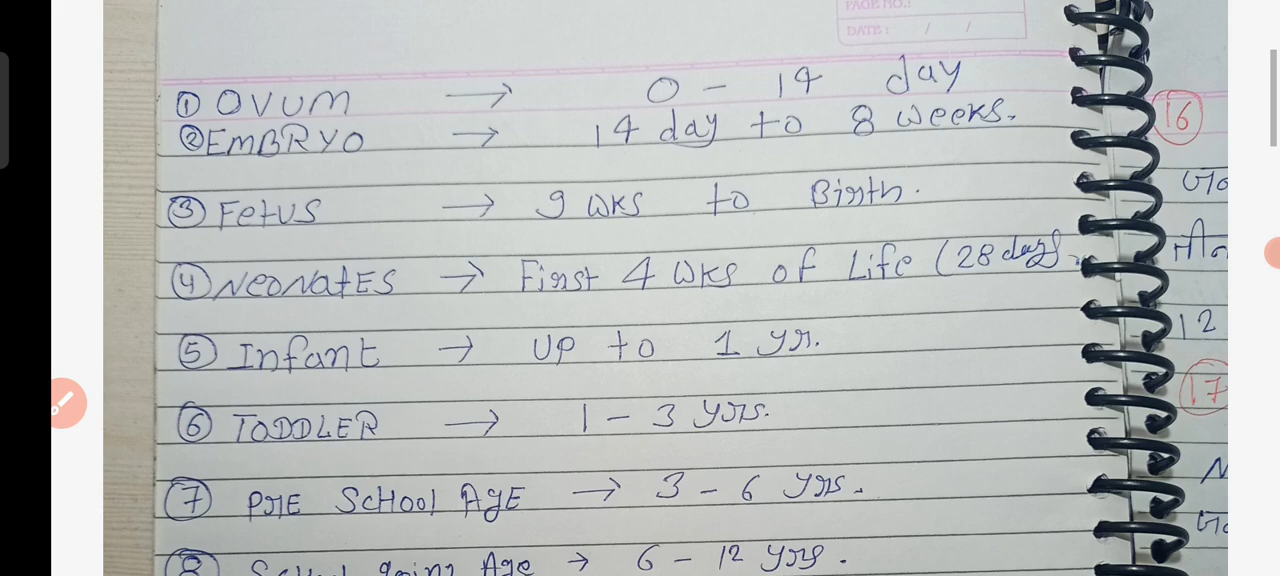 PAGE NO.:
DATE: / /
① OVUM → 0 - 14 day
② EMBRYO → 14 day to 8 weeks.
③ Fetus → 9 wks to Birth.
④ NeonatES → First 4 wks of Life (28 days).
⑤ Infant → UP to 1 yr.
⑥ TODDLER → 1 - 3 yrs.
⑦ PRE SCHOOl AgE → 3 - 6 yrs.
⑧ School going Age → 6 - 12 yrs.
16
12
17